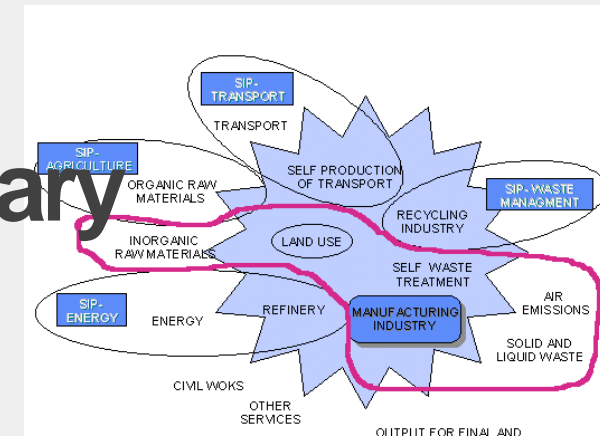 SIP-
TRANSPORT
TRANSPORT
SIP-
AGRICULTURE
ary
ORGANIC RAW
MATERIALS
SELF PRODUCTION
OF TRANSPORT
SIP-WASTE
MANAGMENT
RECYCLING
INDUSTRY
INORGANIC
RAW MATERIALS
LAND USE
SELF WASTE
TREATMENT
SIP-
ENERGY
ENERGY
REFINERY
MANUFACTURING
INDUSTRY
AIR
EMISSIONS
SOLID AND
LIQUID WASTE
CIVIL WOKS
OTHER
SERVICES
OUTPUT FOR FINAL AND